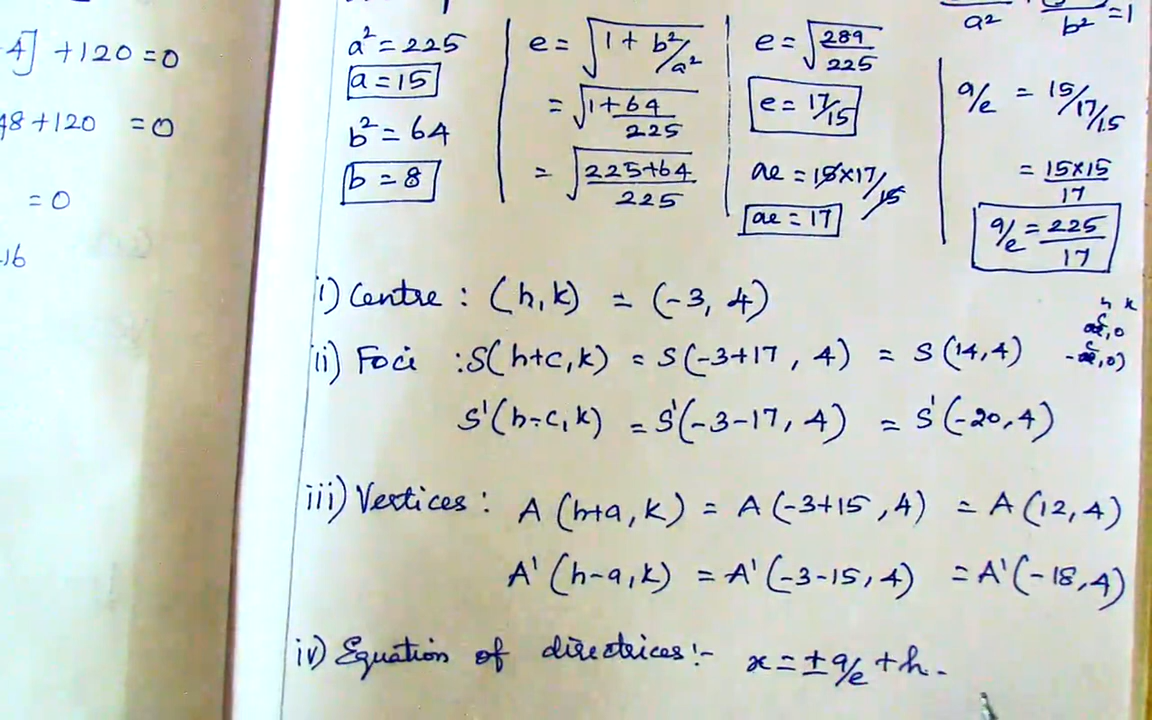 4] +120 = 0
48 + 120 = 0
= 0
-16
a² b² = 1
a² = 225
a = 15
b² = 64
b = 8
e = √(1 + b²/a²)
= √(1 + 64/225)
= √((225+64)/225)
e = √(289/225)
e = 17/15
ae = 15×17/15
ae = 17
a/e = 15/17/15
= 15×15/17
a/e = 225/17
i) Centre : (h, k) = (-3, 4)
h k
ii) Foci : S(h+c, k) = S(-3+17, 4) = S(14, 4)
S'(h-c, k) = S'(-3-17, 4) = S'(-20, 4)
iii) Vertices : A (h+a, k) = A (-3+15, 4) = A (12, 4)
A' (h-a, k) = A' (-3-15, 4) = A' (-18, 4)
iv) Equation of directrices :- x = ± a/e + h.